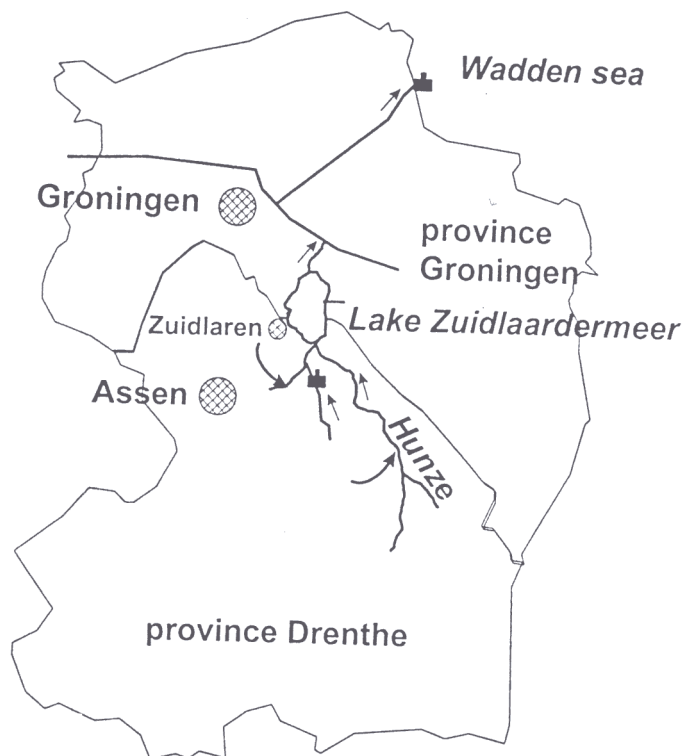 Wadden sea
Groningen
province
Groningen
Zuidlaren
Lake Zuidlaardermeer
Assen
Hunze
province Drenthe